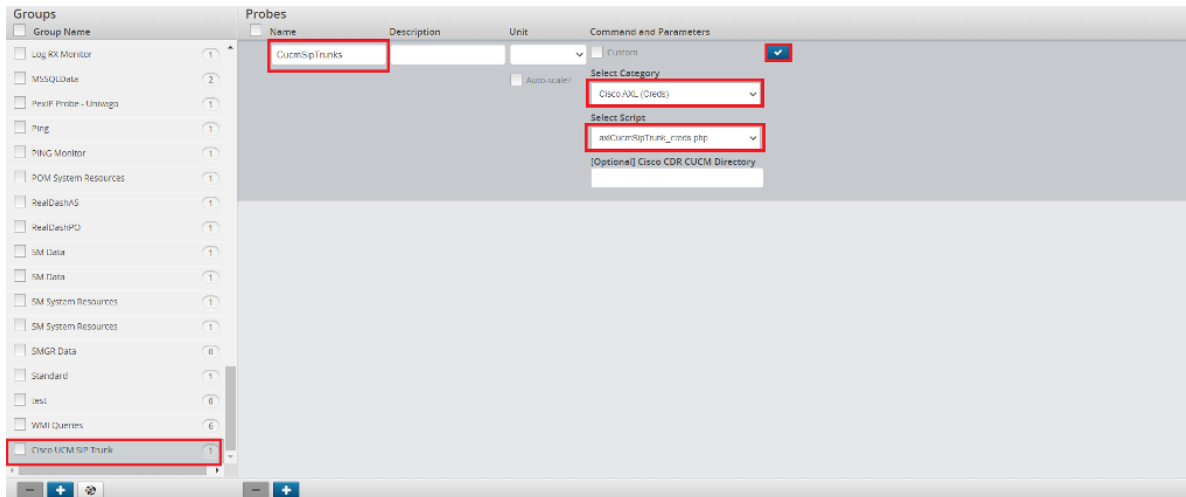 Groups
Group Name
Log RX Monitor 1
MSSQLData 2
PexIP Probe - Uniwigo 1
Ping 1
PING Monitor 1
POM System Resources 1
RealDashAS 1
RealDashPO 1
SM Data 1
SM Data 1
SM System Resources 1
SM System Resources 1
SMGR Data 0
Standard 1
test 0
WMI Queries 6
Cisco UCM SIP Trunk 1
Probes
Name Description Unit Command and Parameters
CucmSipTrunks
Custom
Auto-scale?
Select Category
Cisco AXL (Creds)
Select Script
axlCucmSipTrunk_creds.php
[Optional] Cisco CDR CUCM Directory